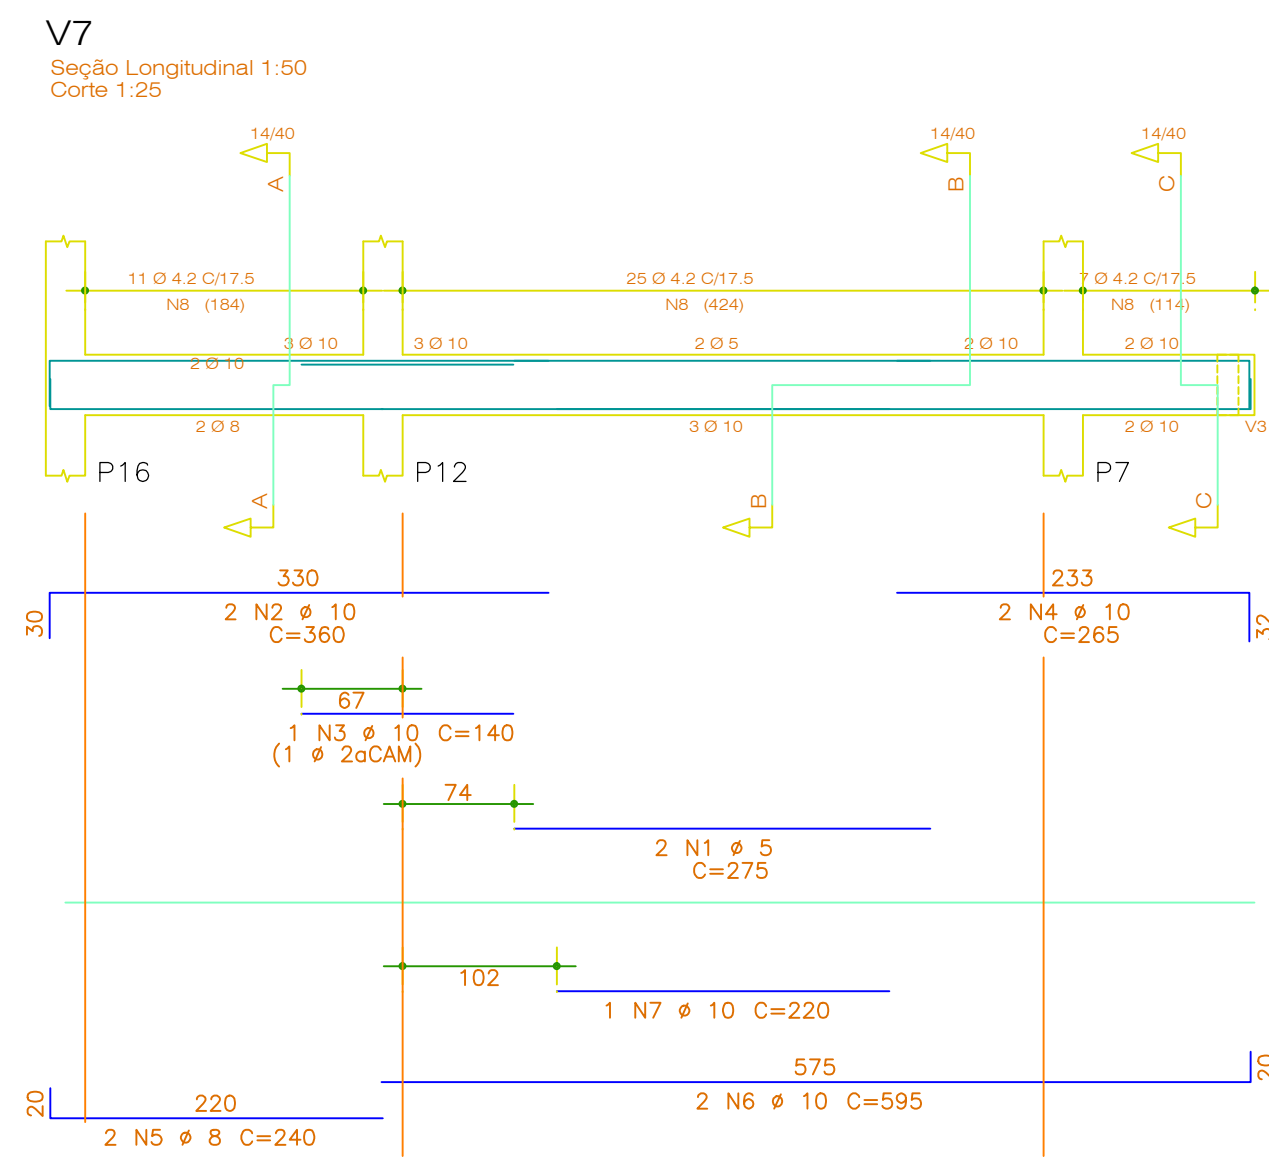 V7
Seção Longitudinal 1:50
Corte 1:25
14/40 14/40 14/40
A B C
11 Ø 4.2 C/17.5 25 Ø 4.2 C/17.5 7 Ø 4.2 C/17.5
N8 (184) N8 (424) N8 (114)
3 Ø 10 3 Ø 10 2 Ø 5 2 Ø 10 2 Ø 10
2 Ø 10
2 Ø 8 3 Ø 10 2 Ø 10 V3
P16 P12 P7
A B C
330 233
30 2 N2 ø 10 2 N4 ø 10 32
C=360 C=265
67
1 N3 ø 10 C=140
(1 ø 2aCAM)
74
2 N1 ø 5
C=275
102
1 N7 ø 10 C=220
575 20
20 220 2 N6 ø 10 C=595
2 N5 ø 8 C=240